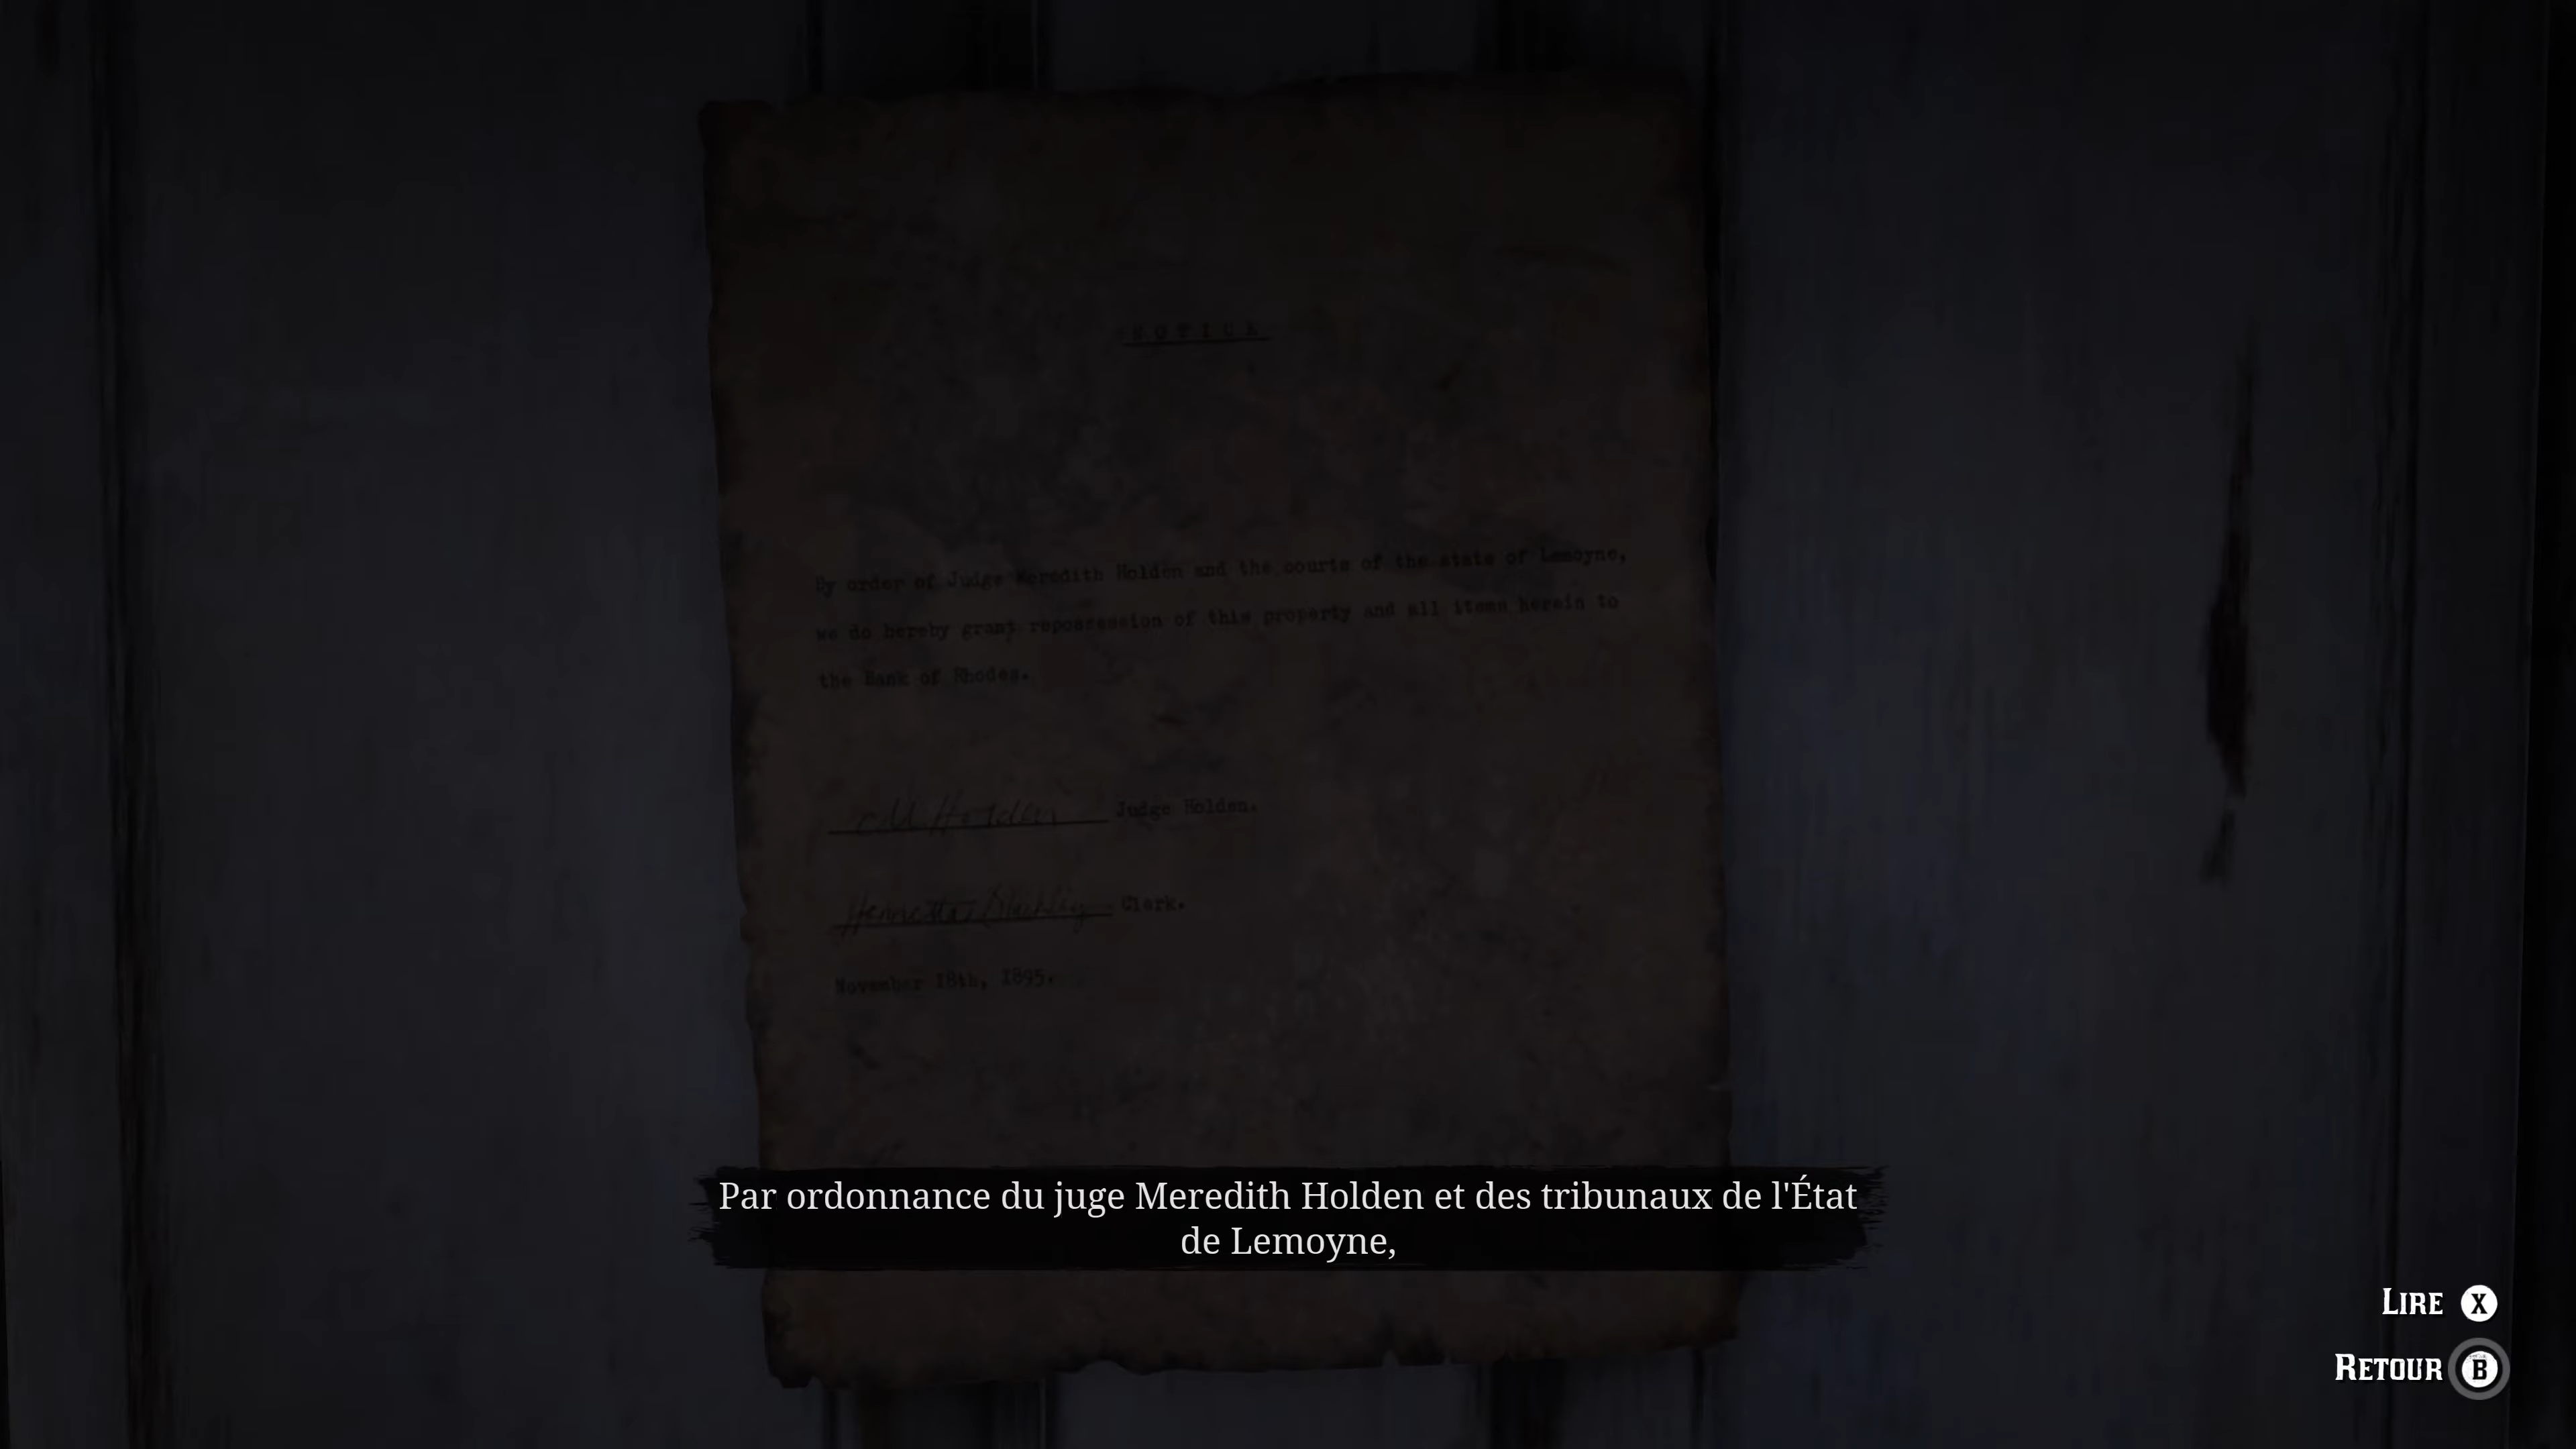 NOTICE
By order of Judge Meredith Holden and the courts of the state of Lemoyne,
we do hereby grant repossession of this property and all items herein to
the Bank of Rhodes.
M Holden Judge Holden.
Henrietta Clerk.
November 18th, 1895.
Par ordonnance du juge Meredith Holden et des tribunaux de l'État
de Lemoyne,
LIRE X
RETOUR B